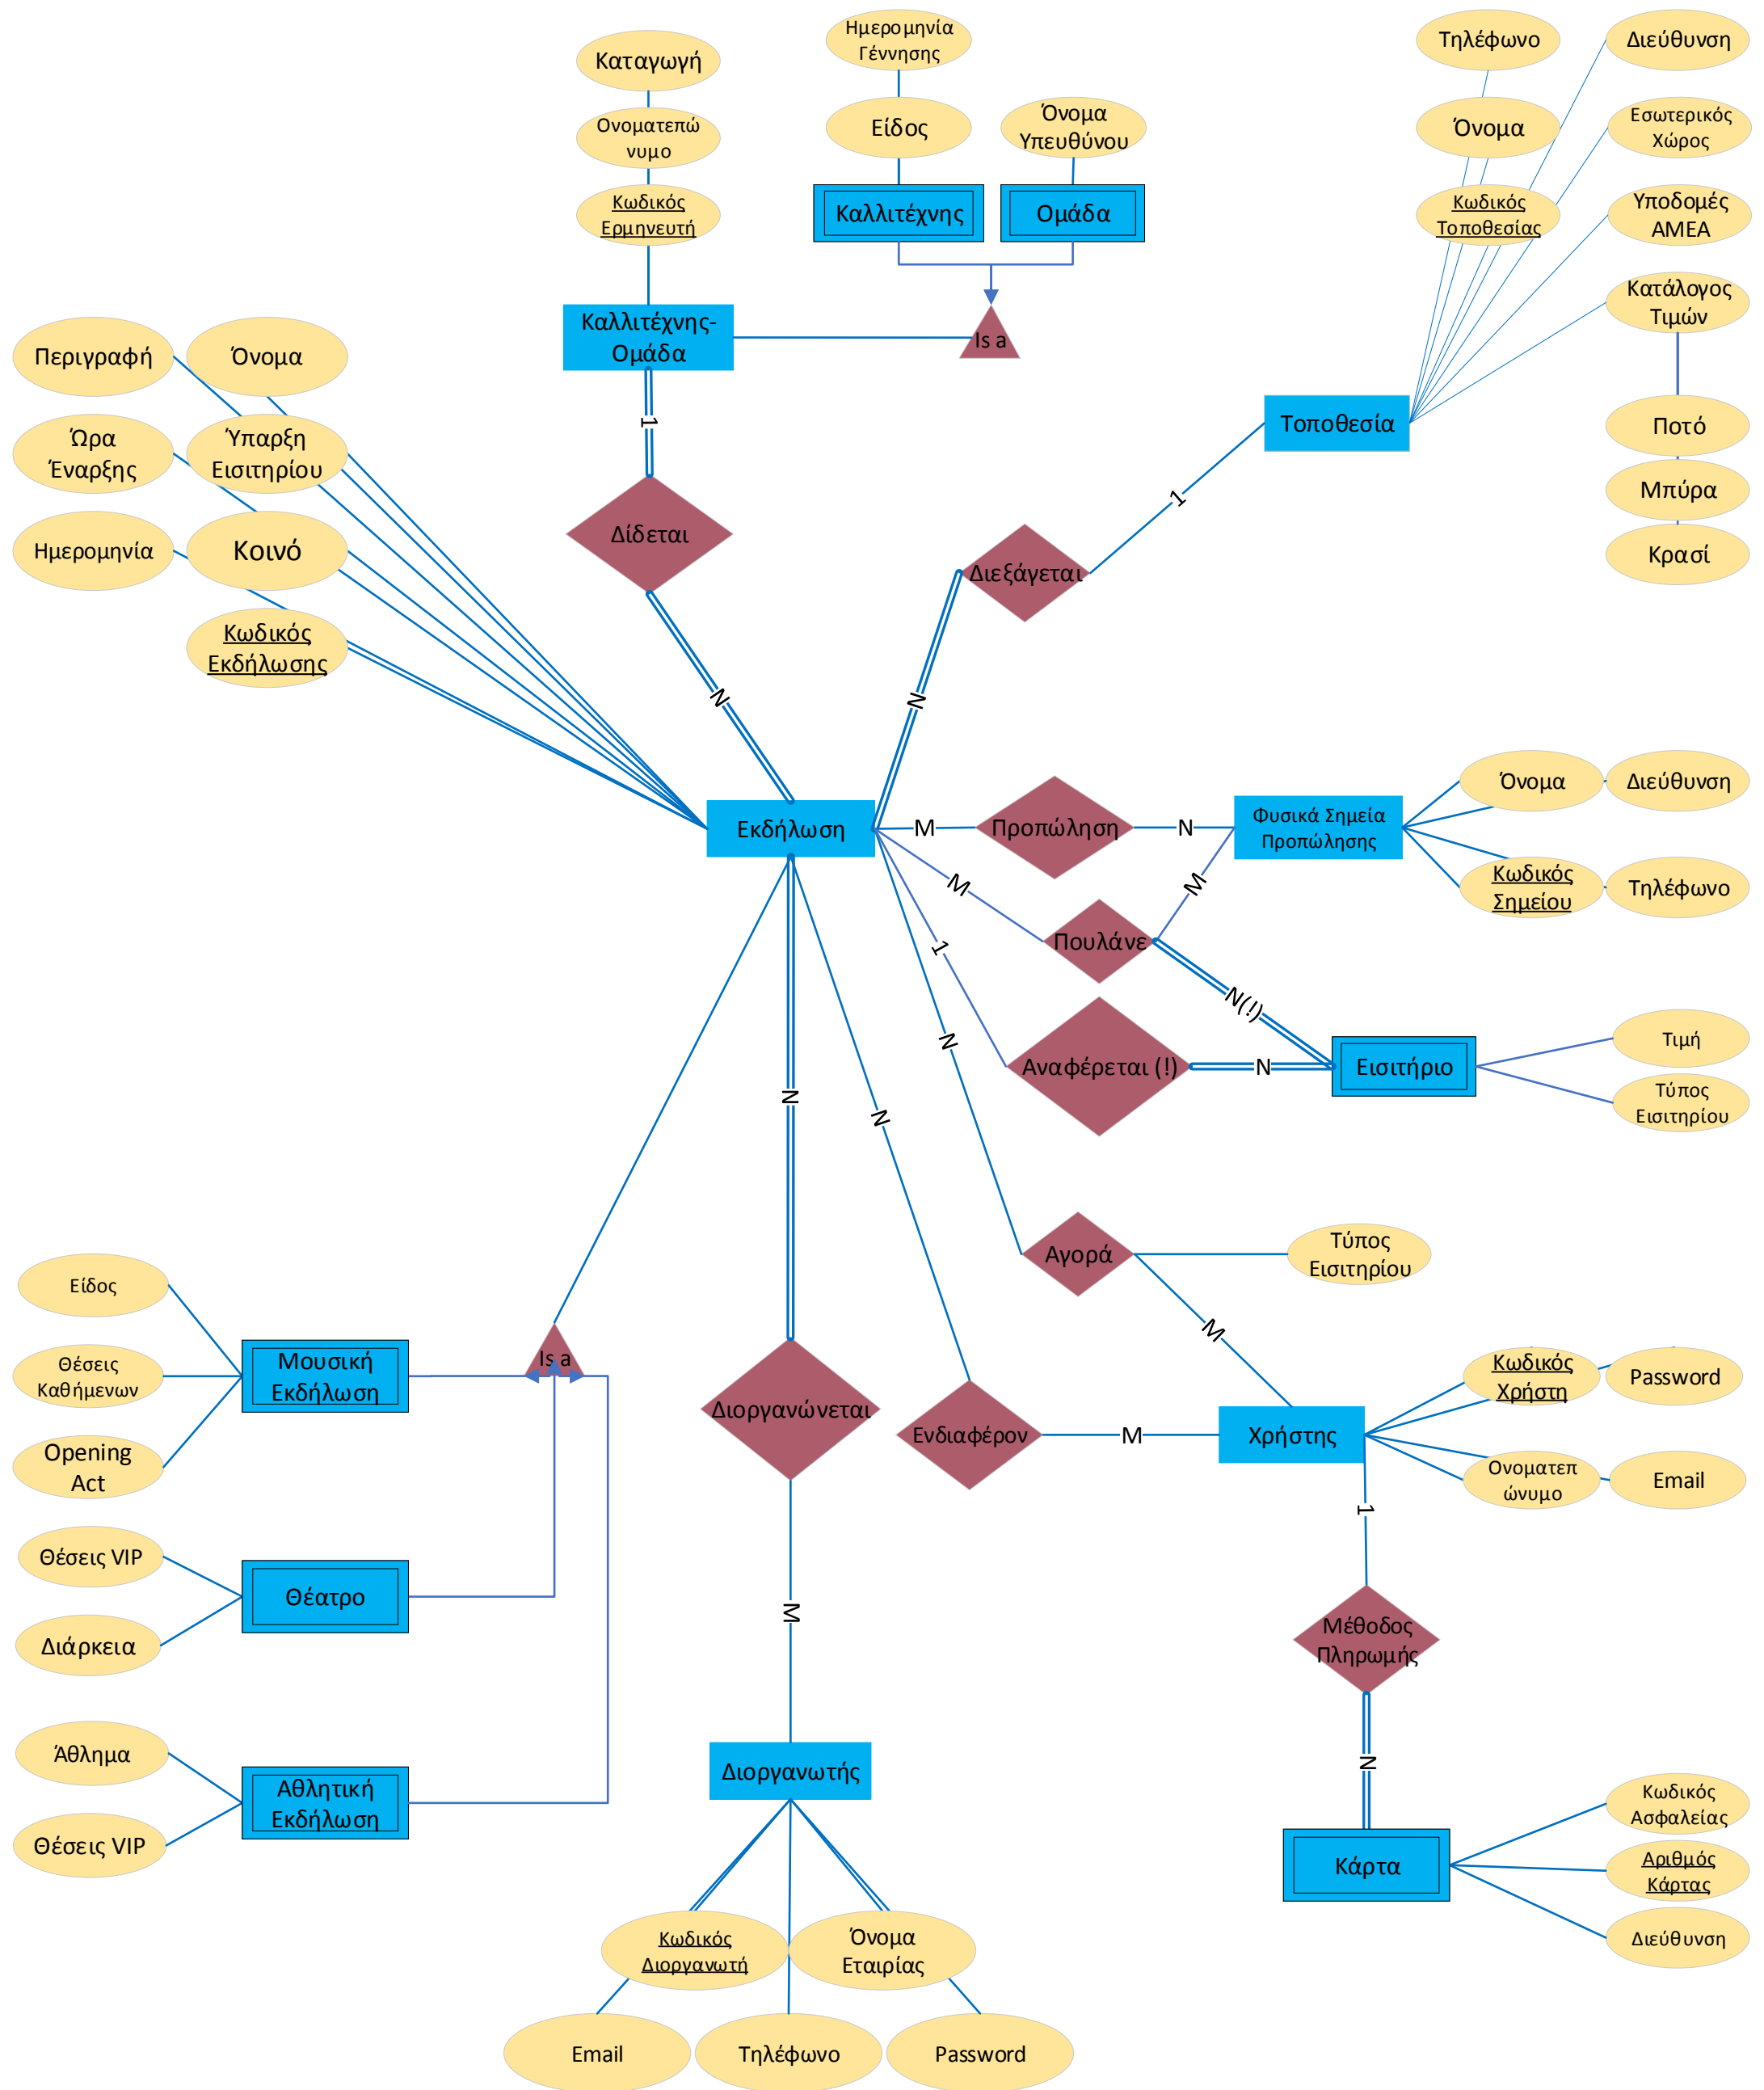 Καταγωγή
Ονοματεπώ
νυμο
Κωδικός
Ερμηνευτή
Ημερομηνία
Γέννησης
Είδος
Όνομα
Υπευθύνου
Καλλιτέχνης
Ομάδα
Καλλιτέχνης-
Ομάδα
Is a
Τηλέφωνο
Διεύθυνση
Όνομα
Εσωτερικός
Χώρος
Κωδικός
Τοποθεσίας
Υποδομές
ΑΜΕΑ
Κατάλογος
Τιμών
Ποτό
Μπύρα
Κρασί
Τοποθεσία
Περιγραφή
Όνομα
Ώρα
Έναρξης
Ύπαρξη
Εισιτηρίου
Ημερομηνία
Κοινό
Κωδικός
Εκδήλωσης
1
Δίδεται
N
1
Διεξάγεται
N
Εκδήλωση
M
Προπώληση
N
Φυσικά Σημεία
Προπώλησης
Όνομα
Διεύθυνση
Κωδικός
Σημείου
Τηλέφωνο
M
Πουλάνε
M
N(!)
1
Αναφέρεται (!)
N
Εισιτήριο
Τιμή
Τύπος
Εισιτηρίου
N
Αγορά
Τύπος
Εισιτηρίου
M
N
Ενδιαφέρον
M
Χρήστης
Κωδικός
Χρήστη
Password
Ονοματεπ
ώνυμο
Email
1
Μέθοδος
Πληρωμής
N
Κάρτα
Κωδικός
Ασφαλείας
Αριθμός
Κάρτας
Διεύθυνση
Είδος
Θέσεις
Καθήμενων
Opening
Act
Μουσική
Εκδήλωση
Is a
Θέσεις VIP
Διάρκεια
Θέατρο
Άθλημα
Θέσεις VIP
Αθλητική
Εκδήλωση
N
Διοργανώνεται
M
Διοργανωτής
Κωδικός
Διοργανωτή
Όνομα
Εταιρίας
Email
Τηλέφωνο
Password